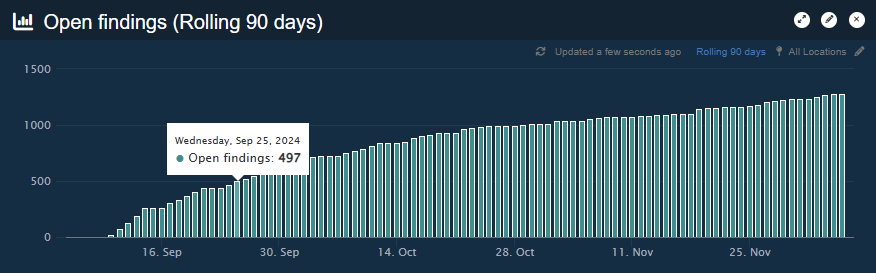 Open findings (Rolling 90 days)
Updated a few seconds ago Rolling 90 days All Locations
1500
1000
500
0
Wednesday, Sep 25, 2024
Open findings: 497
16. Sep 30. Sep 14. Oct 28. Oct 11. Nov 25. Nov